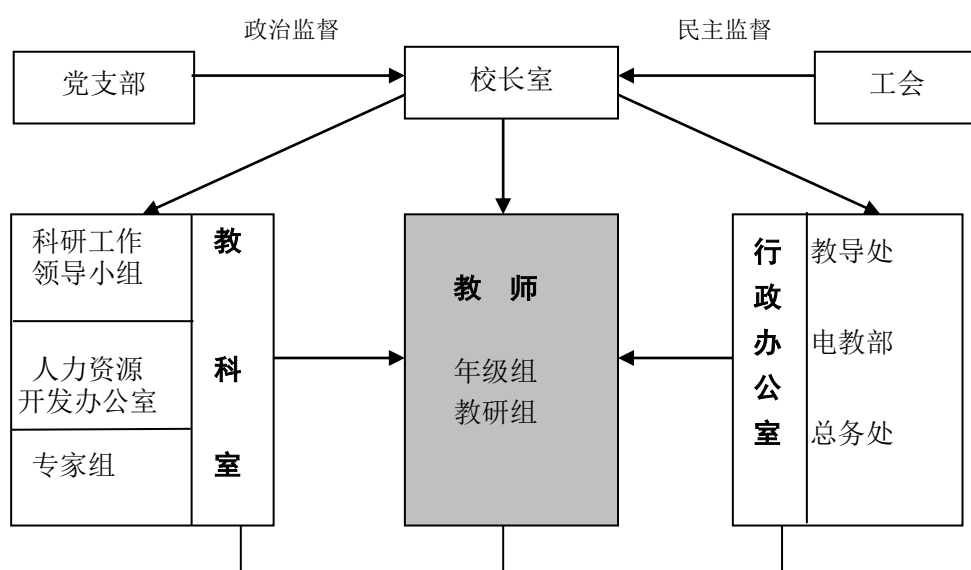 政治监督
民主监督
党支部
校长室
工会
科研工作
领导小组
人力资源
开发办公室
专家组
教
科
室
教 师
年级组
教研组
行
政
办
公
室
教导处
电教部
总务处